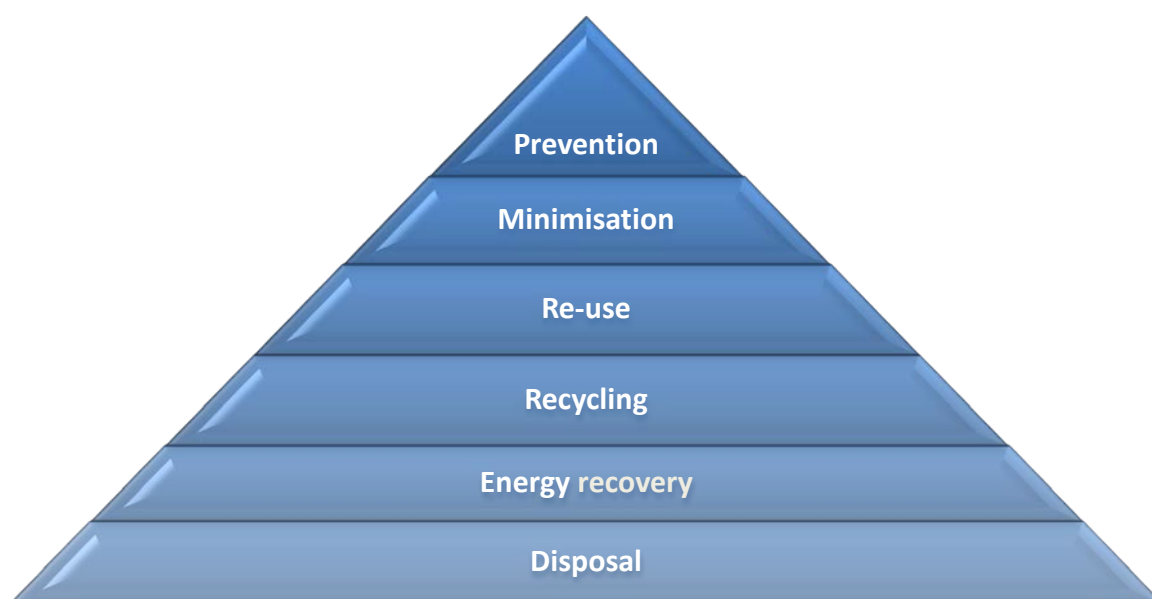 Prevention
Minimisation
Re-use
Recycling
Energy recovery
Disposal